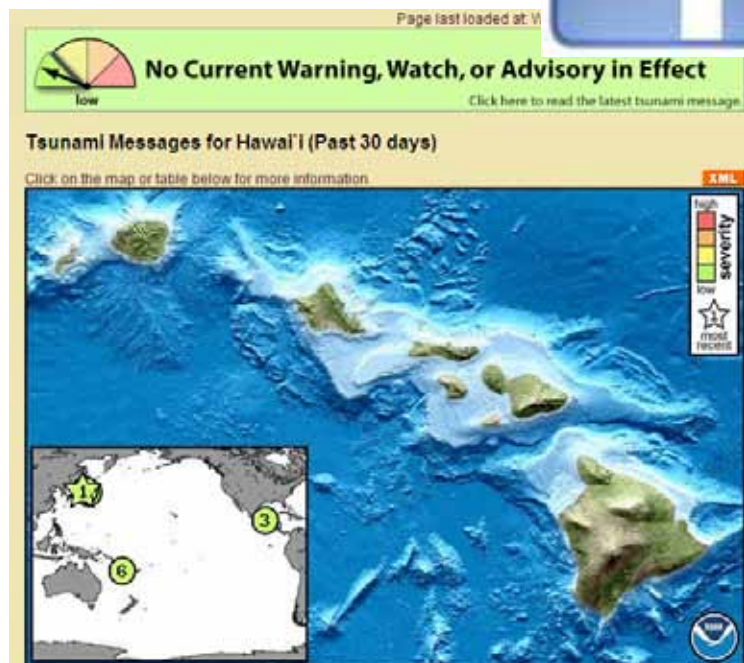 Page last loaded at: W
No Current Warning, Watch, or Advisory in Effect
low
Click here to read the latest tsunami message.
Tsunami Messages for Hawai`i (Past 30 days)
Click on the map or table below for more information.
XML
high
severity
low
1
most
recent
1
3
6
NOAA